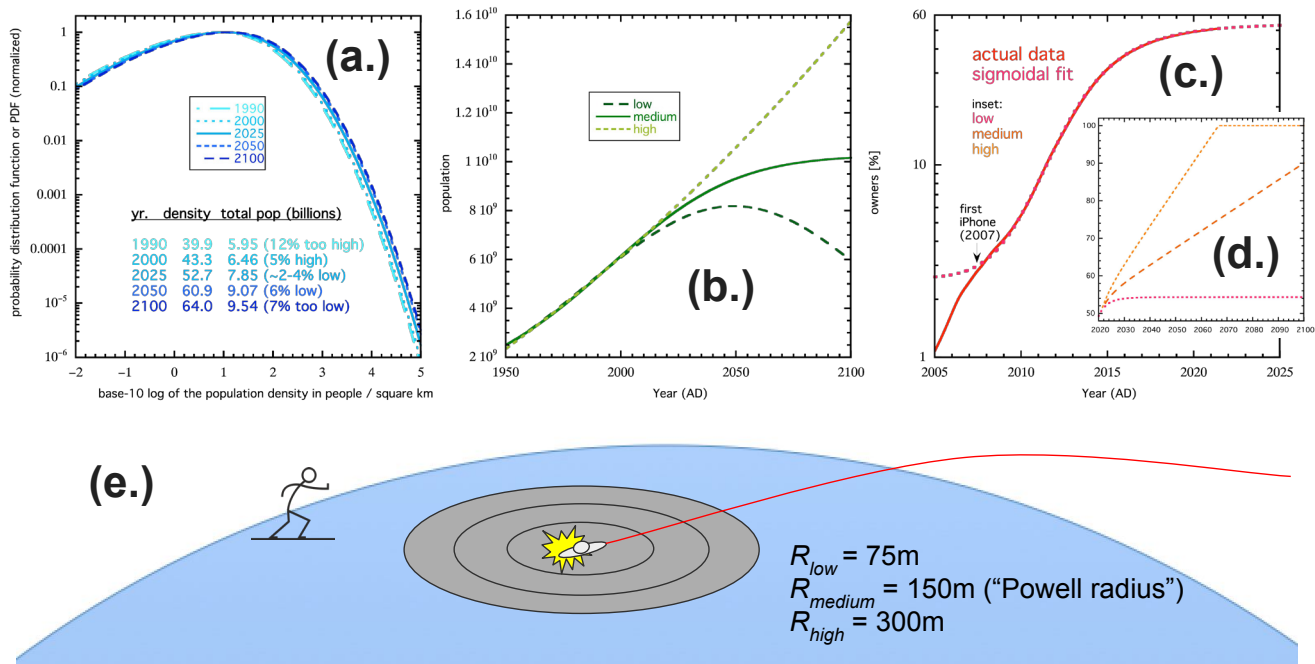 (a.)
probability distribution function or PDF (normalized)
1
0.1
0.01
0.001
0.0001
10-5
10-6
1990
2000
2025
2050
2100
yr. density total pop (billions)
1990 39.9 5.95 (12% too high)
2000 43.3 6.46 (5% high)
2025 52.7 7.85 (~2-4% low)
2050 60.9 9.07 (6% low)
2100 64.0 9.54 (7% too low)
-2 -1 0 1 2 3 4 5
base-10 log of the population density in people / square km
(b.)
population
1.6 10^10
1.4 10^10
1.2 10^10
1 10^10
8 10^9
6 10^9
4 10^9
2 10^9
low
medium
high
1950 2000 2050 2100
Year (AD)
(c.)
owners [%]
60
10
1
actual data
sigmoidal fit
inset:
low
medium
high
first
iPhone
(2007)
2005 2010 2015 2020 2025
Year (AD)
(d.)
100
90
80
70
60
50
2020 2030 2040 2050 2060 2070 2080 2090 2100
(e.)
Rlow = 75m
Rmedium = 150m (“Powell radius”)
Rhigh = 300m